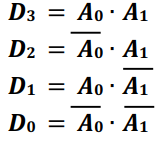 D₃ = A₀ · A₁
D₂ = A̅₀ · A₁
D₁ = A₀ · A̅₁
D₀ = A̅₀ · A̅₁